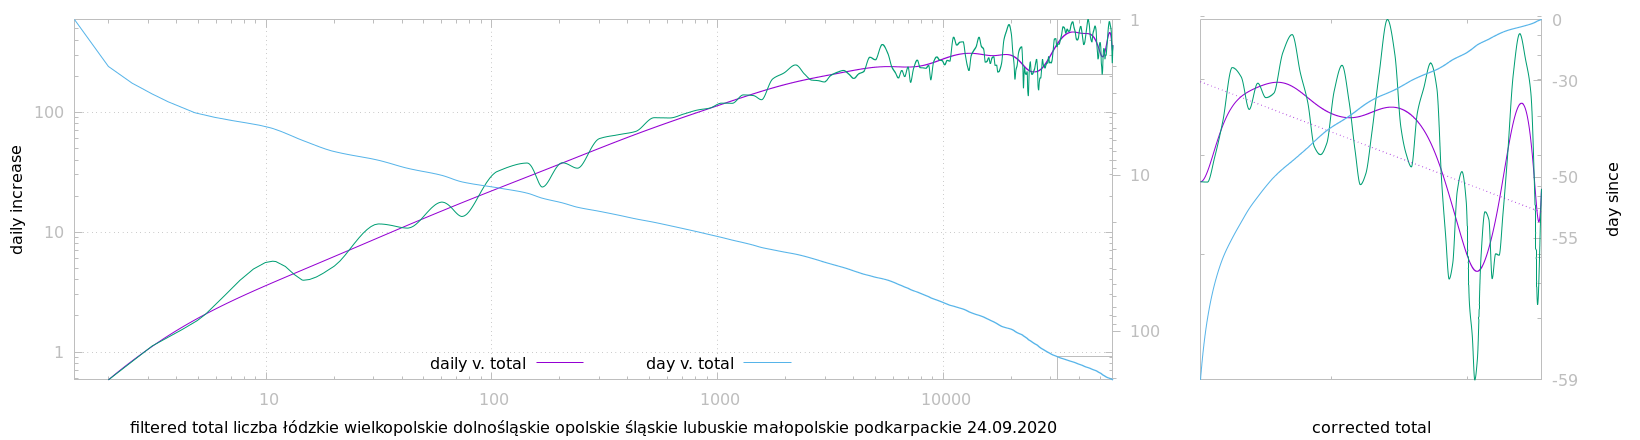 100
10
1
daily increase
10
100
1000
10000
1
10
100
daily v. total
day v. total
filtered total liczba łódzkie wielkopolskie dolnośląskie opolskie śląskie lubuskie małopolskie podkarpackie 24.09.2020
0
-30
-50
-55
-59
day since
corrected total